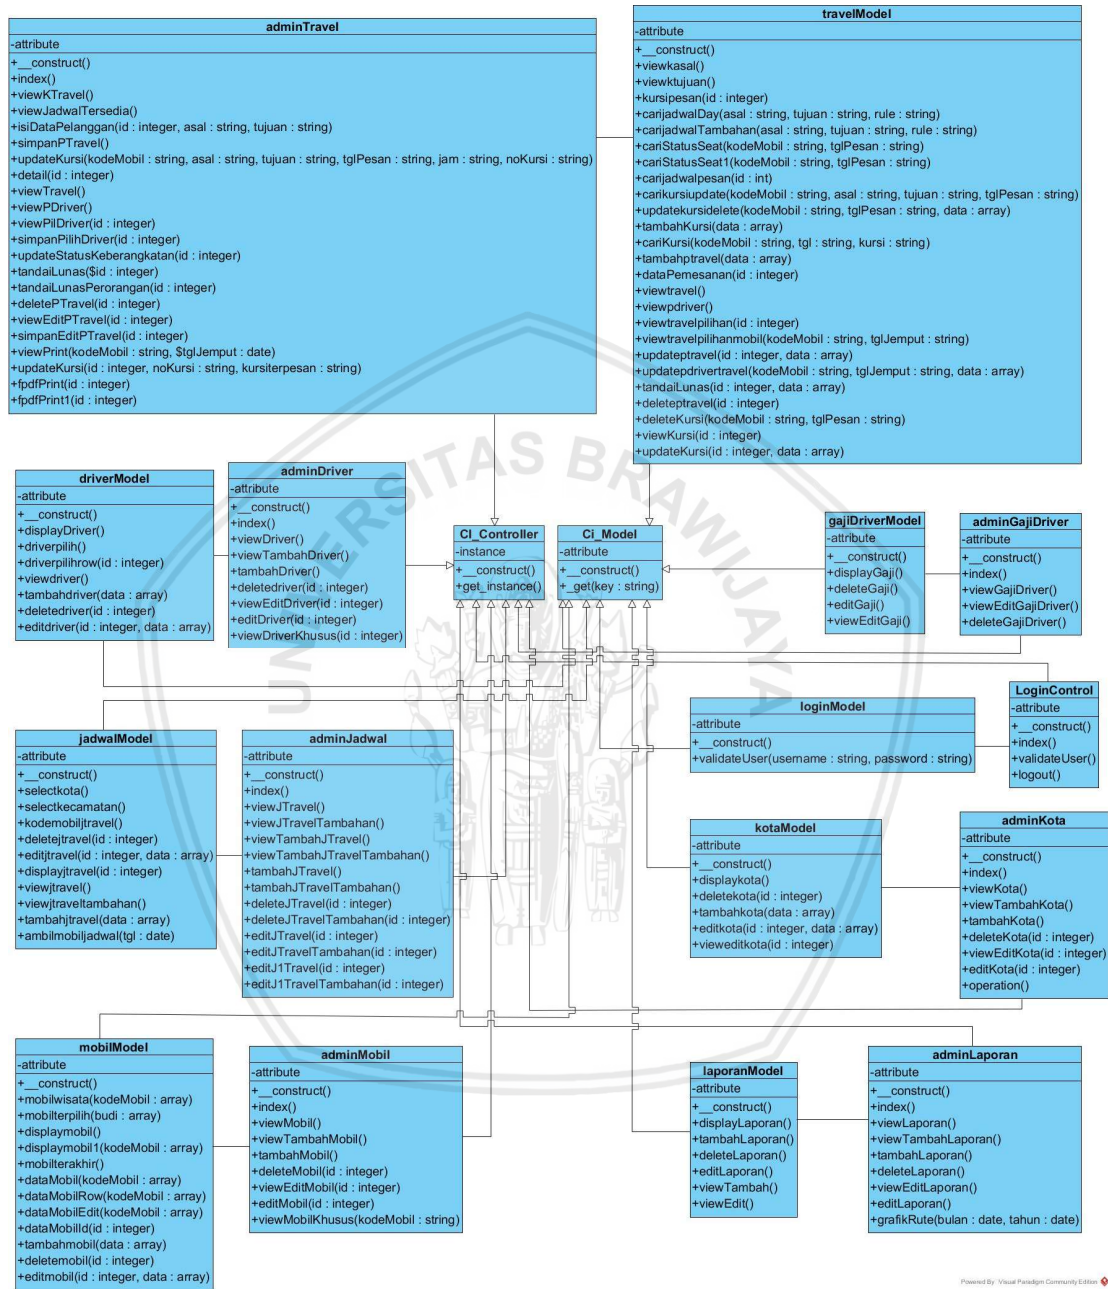 adminTravel
-attribute
+__construct()
+index()
+viewKTravel()
+viewJadwalTersedia()
+isiDataPelanggan(id : integer, asal : string, tujuan : string)
+simpanPTravel()
+updateKursi(kodeMobil : string, asal : string, tujuan : string, tglPesan : string, jam : string, noKursi : string)
+detail(id : integer)
+viewTravel()
+viewPDriver()
+viewPilDriver(id : integer)
+simpanPilihDriver(id : integer)
+updateStatusKeberangkatan(id : integer)
+tandaiLunas($id : integer)
+tandaiLunasPerorangan(id : integer)
+deletePTravel(id : integer)
+viewEditPTravel(id : integer)
+simpanEditPTravel(id : integer)
+viewPrint(kodeMobil : string, $tglJemput : date)
+updateKursi(id : integer, noKursi : string, kursiterpesan : string)
+fpdfPrint(id : integer)
+fpdfPrint1(id : integer)
travelModel
-attribute
+__construct()
+viewkasal()
+viewktujuan()
+kursipesan(id : integer)
+carijadwalDay(asal : string, tujuan : string, rule : string)
+carijadwalTambahan(asal : string, tujuan : string, rule : string)
+cariStatusSeat(kodeMobil : string, tglPesan : string)
+cariStatusSeat1(kodeMobil : string, tglPesan : string)
+carijadwalpesan(id : int)
+carikursiupdate(kodeMobil : string, asal : string, tujuan : string, tglPesan : string)
+updatekursidelete(kodeMobil : string, tglPesan : string, data : array)
+tambahKursi(data : array)
+cariKursi(kodeMobil : string, tgl : string, kursi : string)
+tambahptravel(data : array)
+dataPemesanan(id : integer)
+viewtravel()
+viewpdriver()
+viewtravelpilihan(id : integer)
+viewtravelpilihanmobil(kodeMobil : string, tglJemput : string)
+updateptravel(id : integer, data : array)
+updatepdrivertravel(kodeMobil : string, tglJemput : string, data : array)
+tandaiLunas(id : integer, data : array)
+deleteptravel(id : integer)
+deleteKursi(kodeMobil : string, tglPesan : string)
+viewKursi(id : integer)
+updateKursi(id : integer, data : array)
driverModel
-attribute
+__construct()
+displayDriver()
+driverpilih()
+driverpilihrow(id : integer)
+viewdriver()
+tambahdriver(data : array)
+deletedriver(id : integer)
+editdriver(id : integer, data : array)
adminDriver
-attribute
+__construct()
+index()
+viewDriver()
+viewTambahDriver()
+tambahDriver()
+deletedriver(id : integer)
+viewEditDriver(id : integer)
+editDriver(id : integer)
+viewDriverKhusus(id : integer)
CI_Controller
-instance
+__construct()
+get_instance()
Ci_Model
-attribute
+__construct()
+_get(key : string)
gajiDriverModel
-attribute
+__construct()
+displayGaji()
+deleteGaji()
+editGaji()
+viewEditGaji()
adminGajiDriver
-attribute
+__construct()
+index()
+viewGajiDriver()
+viewEditGajiDriver()
+deleteGajiDriver()
LoginControl
-attribute
+__construct()
+index()
+validateUser()
+logout()
loginModel
-attribute
+__construct()
+validateUser(username : string, password : string)
jadwalModel
-attribute
+__construct()
+selectkota()
+selectkecamatan()
+kodemobiljtravel()
+deletejtravel(id : integer)
+editjtravel(id : integer, data : array)
+displayjtravel(id : integer)
+viewjtravel()
+viewjtraveltambahan()
+tambahjtravel(data : array)
+ambilmobiljadwal(tgl : date)
adminJadwal
-attribute
+__construct()
+index()
+viewJTravel()
+viewJTravelTambahan()
+viewTambahJTravel()
+viewTambahJTravelTambahan()
+tambahJTravel()
+tambahJTravelTambahan()
+deleteJTravel(id : integer)
+deleteJTravelTambahan(id : integer)
+editJTravel(id : integer)
+editJTravelTambahan(id : integer)
+editJ1Travel(id : integer)
+editJ1TravelTambahan(id : integer)
kotaModel
-attribute
+__construct()
+displaykota()
+deletekota(id : integer)
+tambahkota(data : array)
+editkota(id : integer, data : array)
+vieweditkota(id : integer)
adminKota
-attribute
+__construct()
+index()
+viewKota()
+viewTambahKota()
+tambahKota()
+deleteKota(id : integer)
+viewEditKota(id : integer)
+editKota(id : integer)
+operation()
mobilModel
-attribute
+__construct()
+mobilwisata(kodeMobil : array)
+mobilterpilih(budi : array)
+displaymobil()
+displaymobil1(kodeMobil : array)
+mobilterakhir()
+dataMobil(kodeMobil : array)
+dataMobilRow(kodeMobil : array)
+dataMobilEdit(kodeMobil : array)
+dataMobilId(id : integer)
+tambahmobil(data : array)
+deletemobil(id : integer)
+editmobil(id : integer, data : array)
adminMobil
-attribute
+__construct()
+index()
+viewMobil()
+viewTambahMobil()
+tambahMobil()
+deleteMobil(id : integer)
+viewEditMobil(id : integer)
+editMobil(id : integer)
+viewMobilKhusus(kodeMobil : string)
laporanModel
-attribute
+__construct()
+displayLaporan()
+tambahLaporan()
+deleteLaporan()
+editLaporan()
+viewTambah()
+viewEdit()
adminLaporan
-attribute
+__construct()
+index()
+viewLaporan()
+viewTambahLaporan()
+tambahLaporan()
+deleteLaporan()
+viewEditLaporan()
+editLaporan()
+grafikRute(bulan : date, tahun : date)
UNIVERSITAS BRAWIJAYA
Powered By Visual Paradigm Community Edition